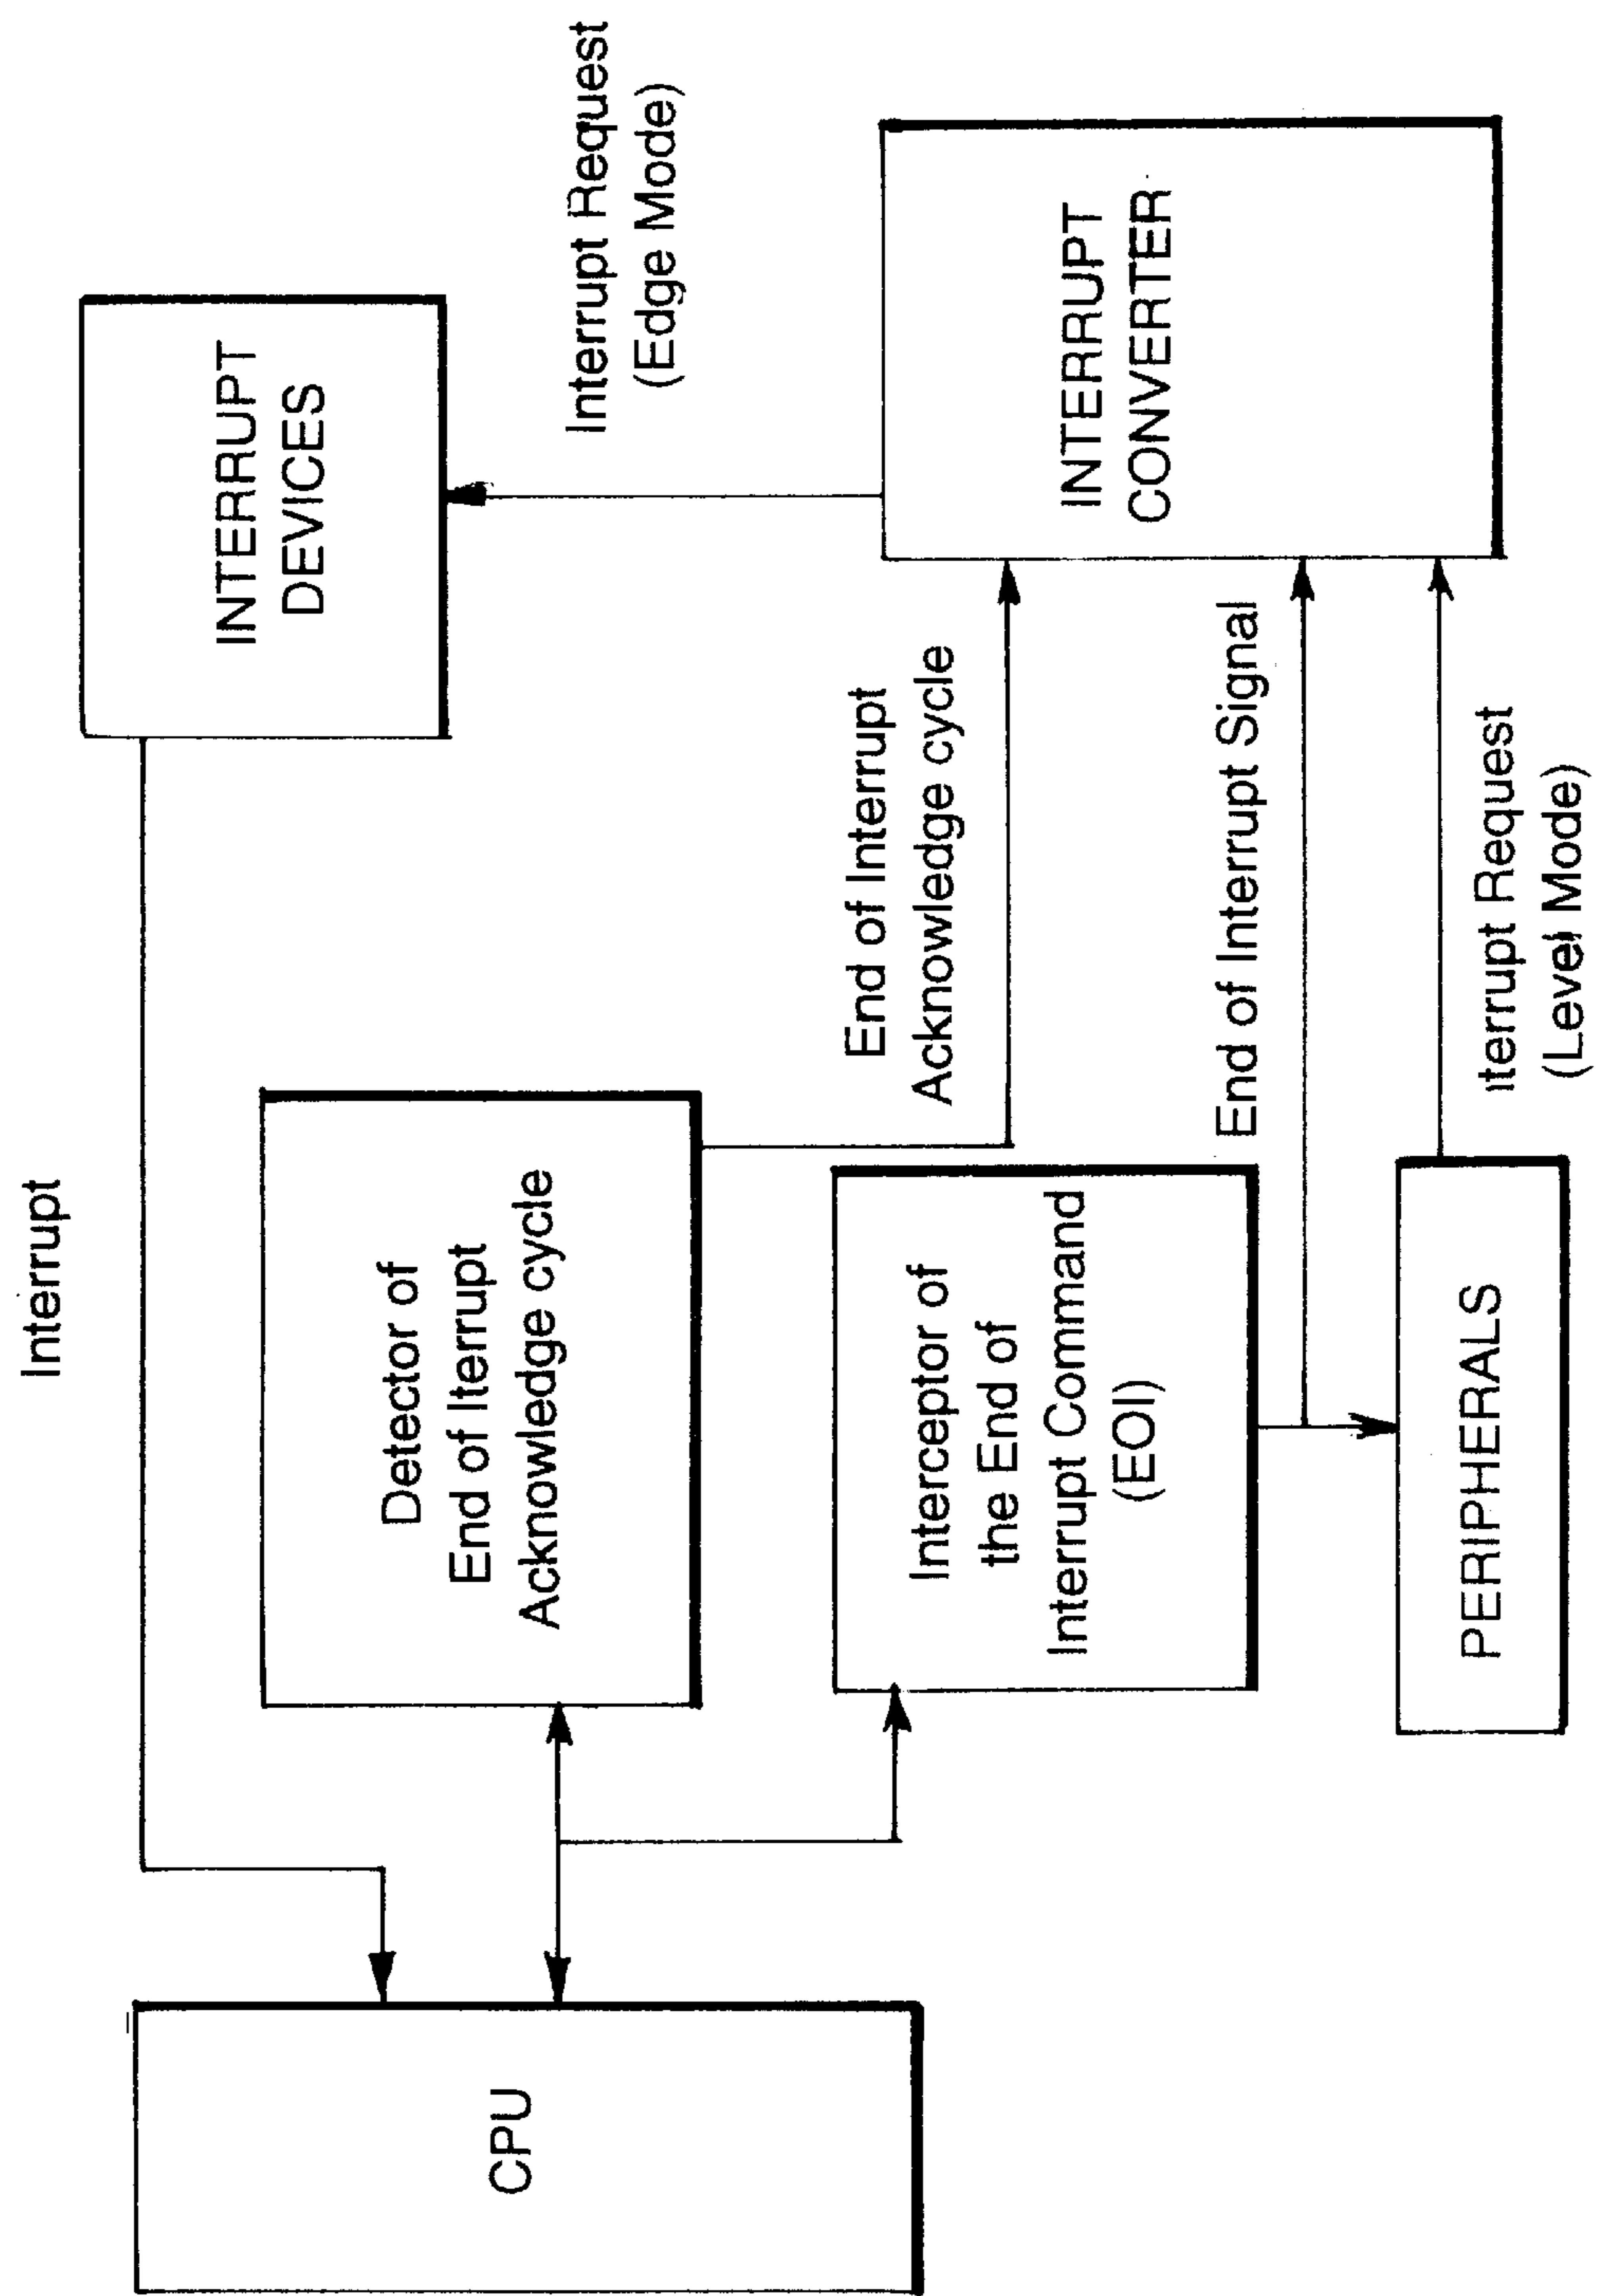 Interrupt
CPU
Detector of
End of Iterrupt
Acknowledge cycle
INTERRUPT
DEVICES
Interrupt Request
(Edge Mode)
Interceptor of
the End of
Interrupt Command
(EOI)
End of Interrupt
Acknowledge cycle
End of Interrupt Signal
INTERRUPT
CONVERTER
PERIPHERALS
Iterrupt Request
(Level Mode)